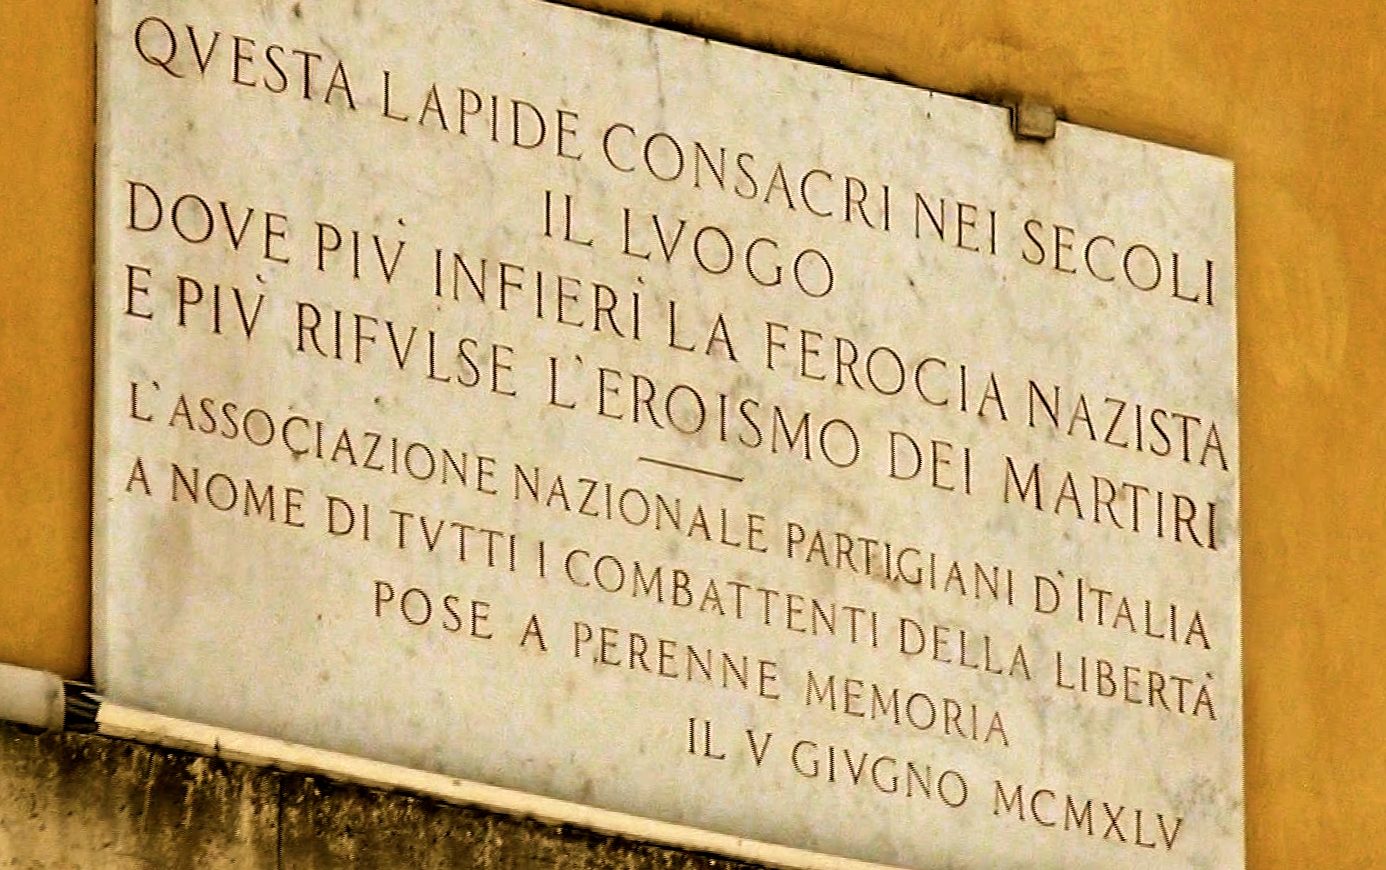 QVESTA LAPIDE CONSACRI NEI SECOLI
IL LVOGO
DOVE PIV̀ INFIERÌ LA FEROCIA NAZISTA
E PIV̀ RIFVLSE L'EROISMO DEI MARTIRI
L'ASSOCIAZIONE NAZIONALE PARTIGIANI D'ITALIA
A NOME DI TVTTI I COMBATTENTI DELLA LIBERTÀ
POSE A PERENNE MEMORIA
IL V GIVGNO MCMXLV